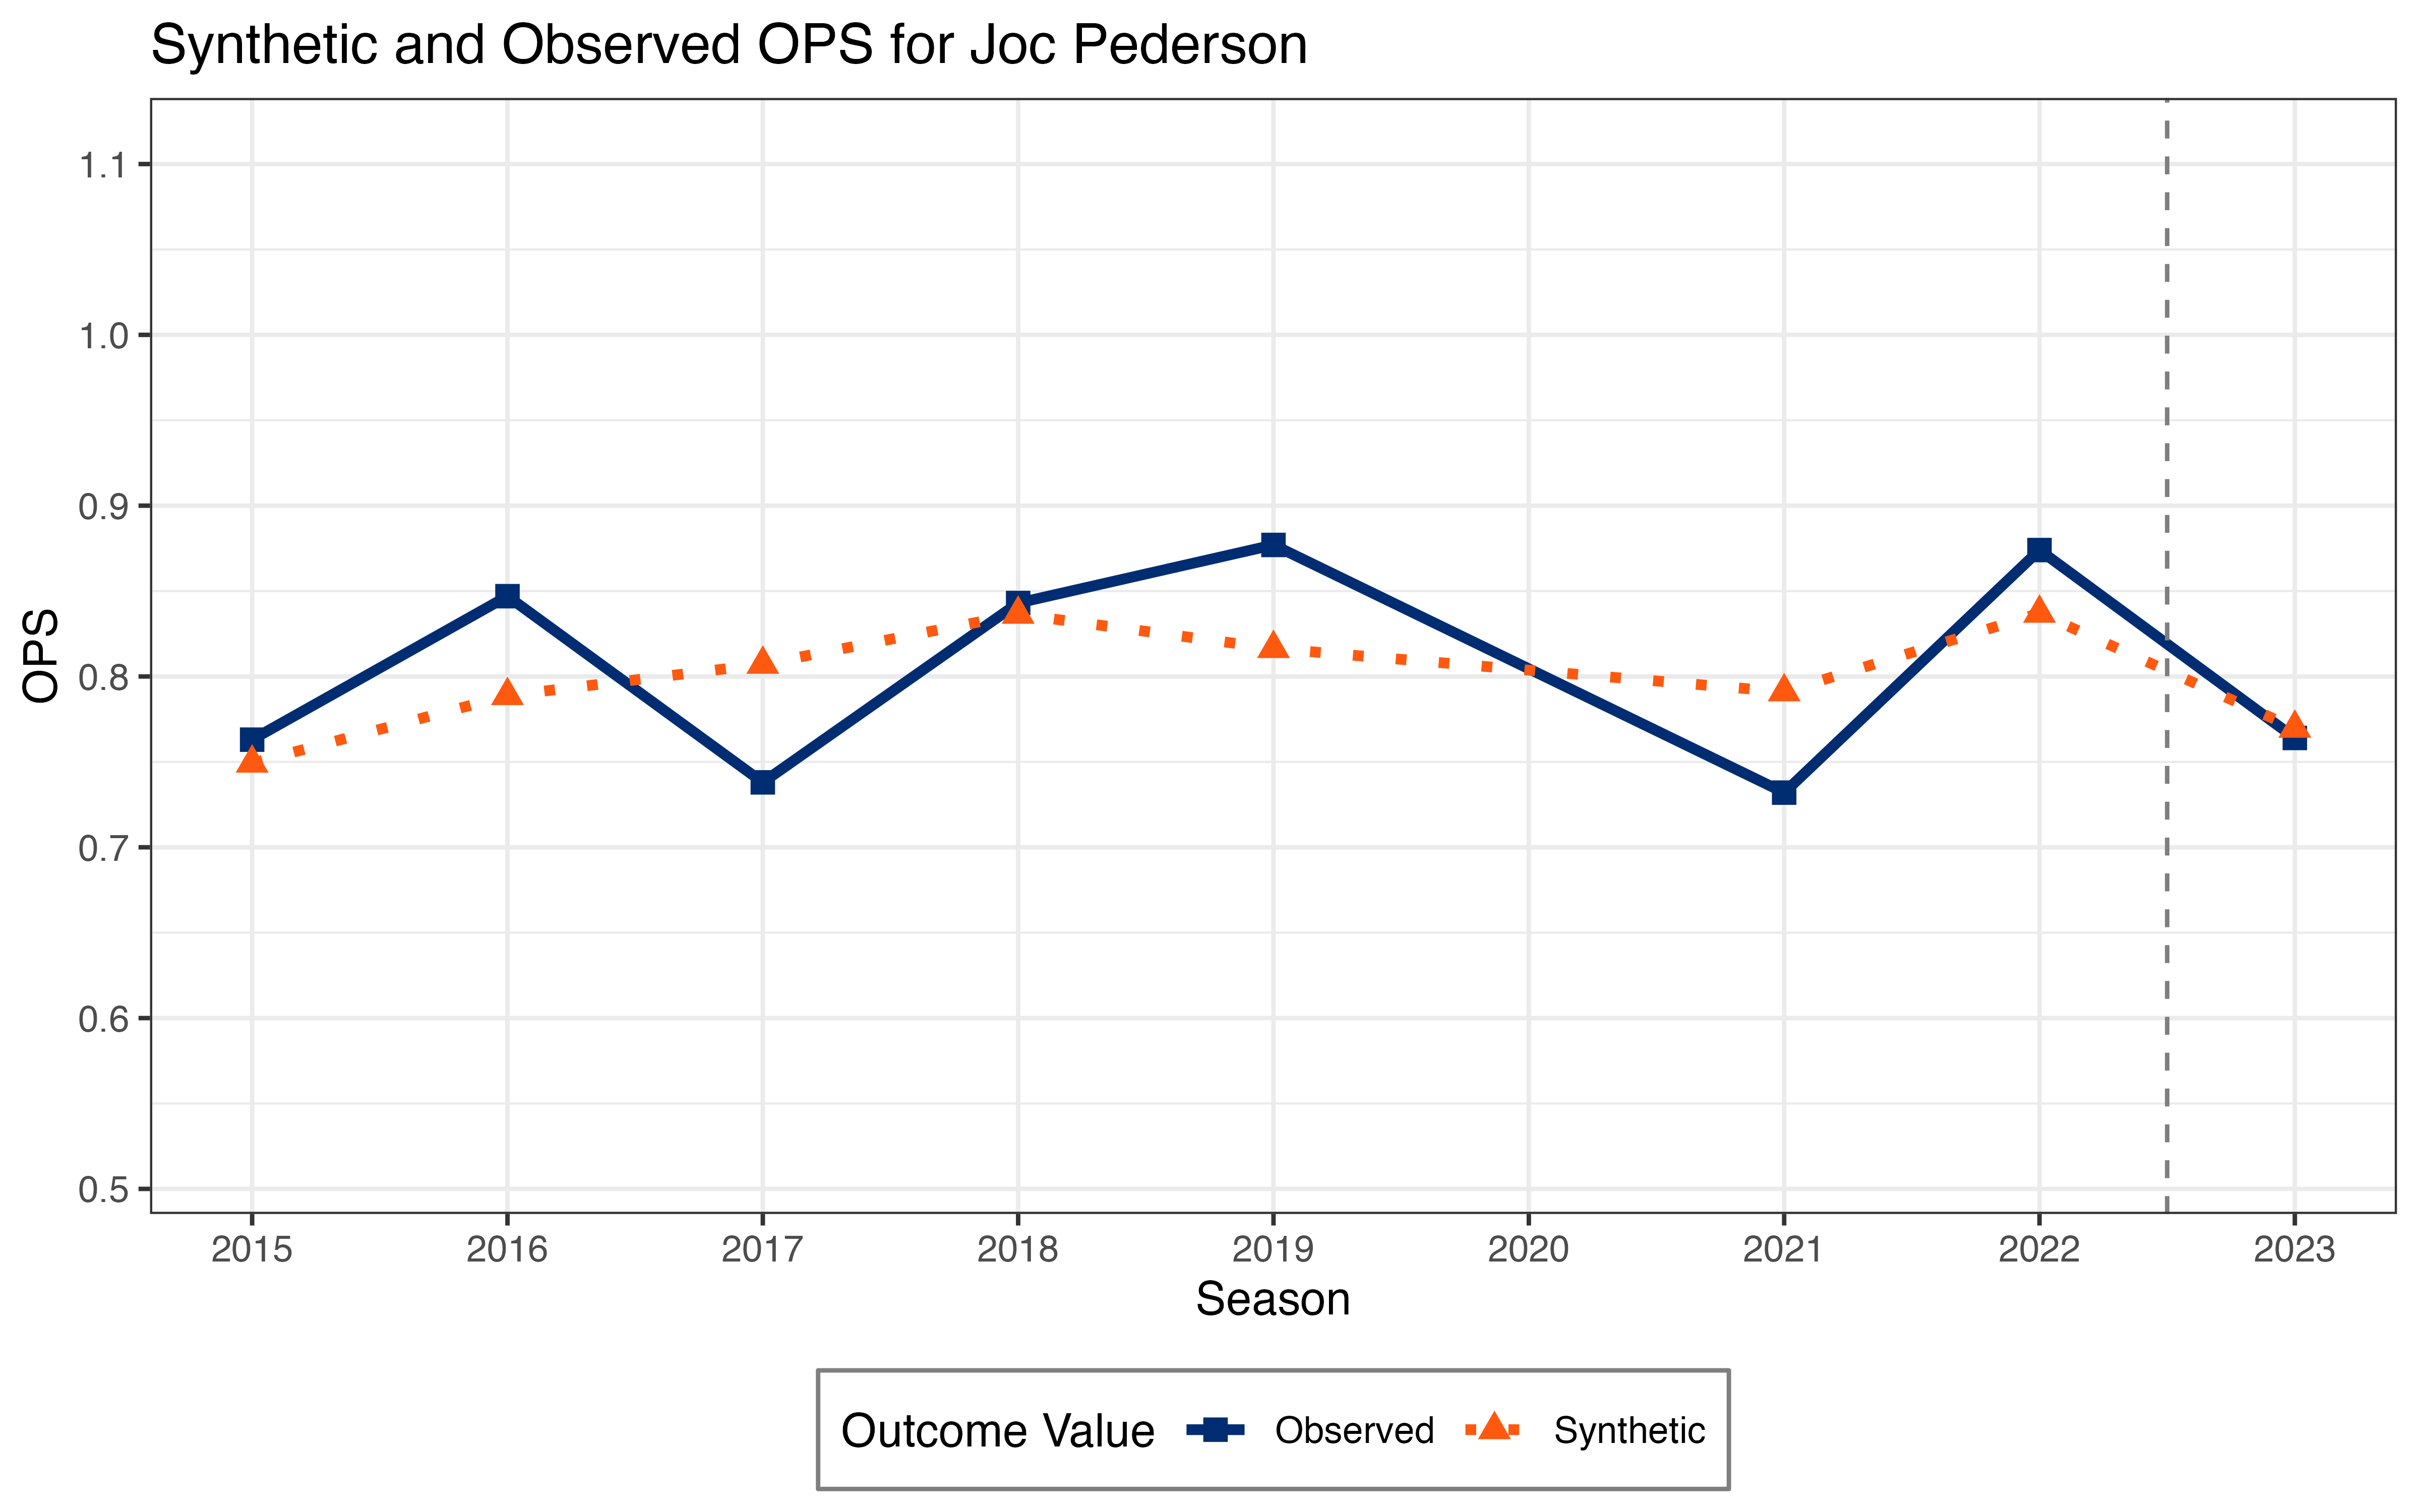 Synthetic and Observed OPS for Joc Pederson
1.1
1.0
0.9
0.8
0.7
0.6
0.5
OPS
2015 2016 2017 2018 2019 2020 2021 2022 2023
Season
Outcome Value Observed Synthetic